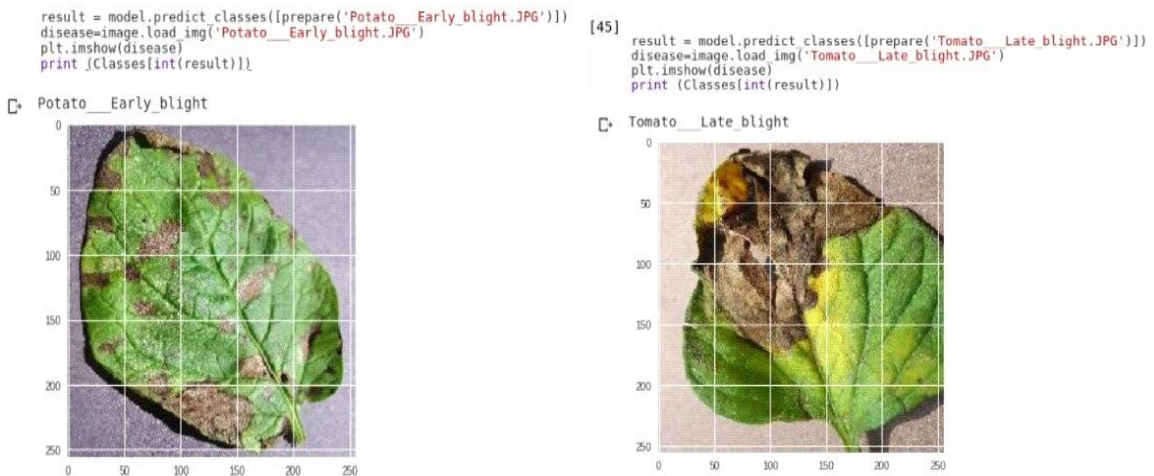 result = model.predict_classes([prepare('Potato___Early_blight.JPG')])
disease=image.load_img('Potato___Early_blight.JPG')
plt.imshow(disease)
print (Classes[int(result)])
Potato___Early_blight
0
50
100
150
200
250
0 50 100 150 200 250
[45]
result = model.predict_classes([prepare('Tomato___Late_blight.JPG')])
disease=image.load_img('Tomato___Late_blight.JPG')
plt.imshow(disease)
print (Classes[int(result)])
Tomato___Late_blight
0
50
100
150
200
250
0 50 100 150 200 250